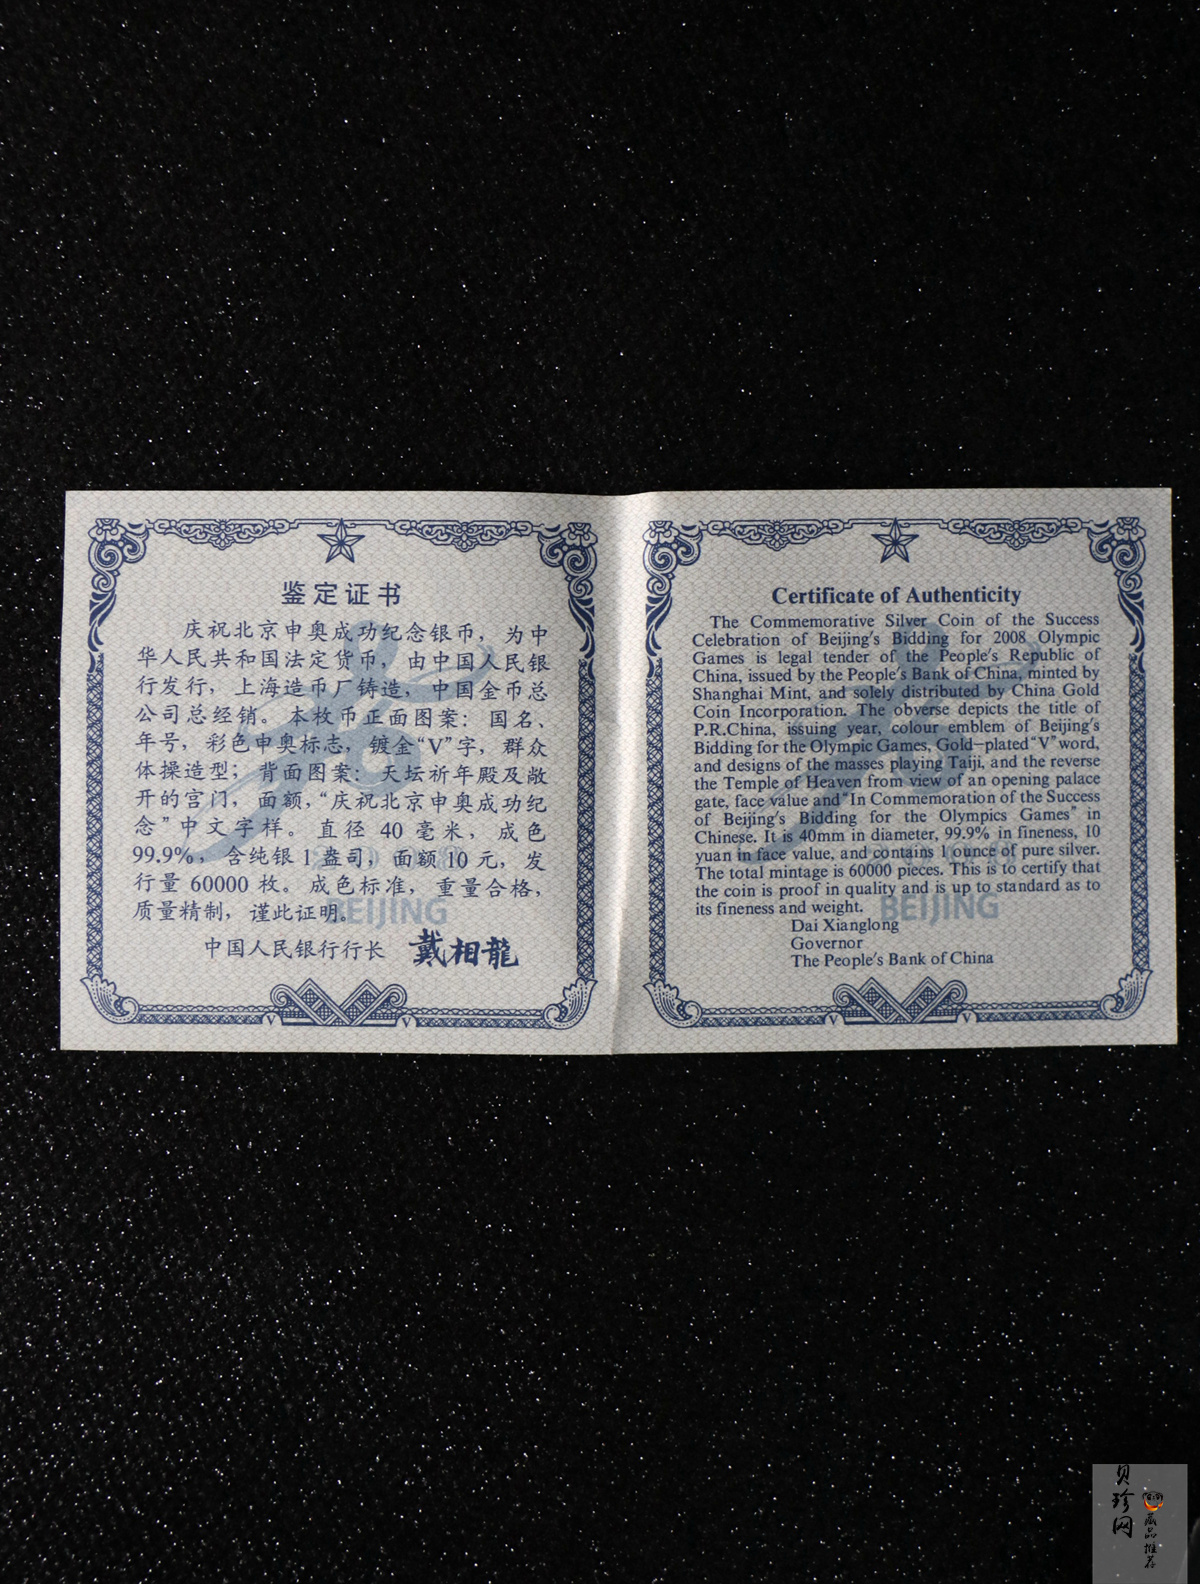 鉴定证书
庆祝北京申奥成功纪念银币，为中
华人民共和国法定货币，由中国人民银
行发行，上海造币厂铸造，中国金币总
公司总经销。本枚币正面图案：国名、
年号，彩色申奥标志，镀金“V”字，群众
体操造型；背面图案：天坛祈年殿及敞
开的宫门，面额，“庆祝北京申奥成功纪
念”中文字样。直径 40 毫米，成色
99.9%，含纯银 1 盎司，面额 10 元，发
行量 60000 枚。成色标准，重量合格，
质量精制，谨此证明。
BEIJING
中国人民银行行长 戴相龍
Certificate of Authenticity
The Commemorative Silver Coin of the Success
Celebration of Beijing's Bidding for 2008 Olympic
Games is legal tender of the People's Republic of
China, issued by the People's Bank of China, minted by
Shanghai Mint, and solely distributed by China Gold
Coin Incorporation. The obverse depicts the title of
P.R.China, issuing year, colour emblem of Beijing's
Bidding for the Olympic Games, Gold-plated "V" word,
and designs of the masses playing Taiji, and the reverse
the Temple of Heaven from view of an opening palace
gate, face value and "In Commemoration of the Success
of Beijing's Bidding for the Olympics Games" in
Chinese. It is 40mm in diameter, 99.9% in fineness, 10
yuan in face value, and contains 1 ounce of pure silver.
The total mintage is 60000 pieces. This is to certify that
the coin is proof in quality and is up to standard as to
its fineness and weight.
BEIJING
Dai Xianglong
Governor
The People's Bank of China
V V V V
贝珍网
藏品推荐